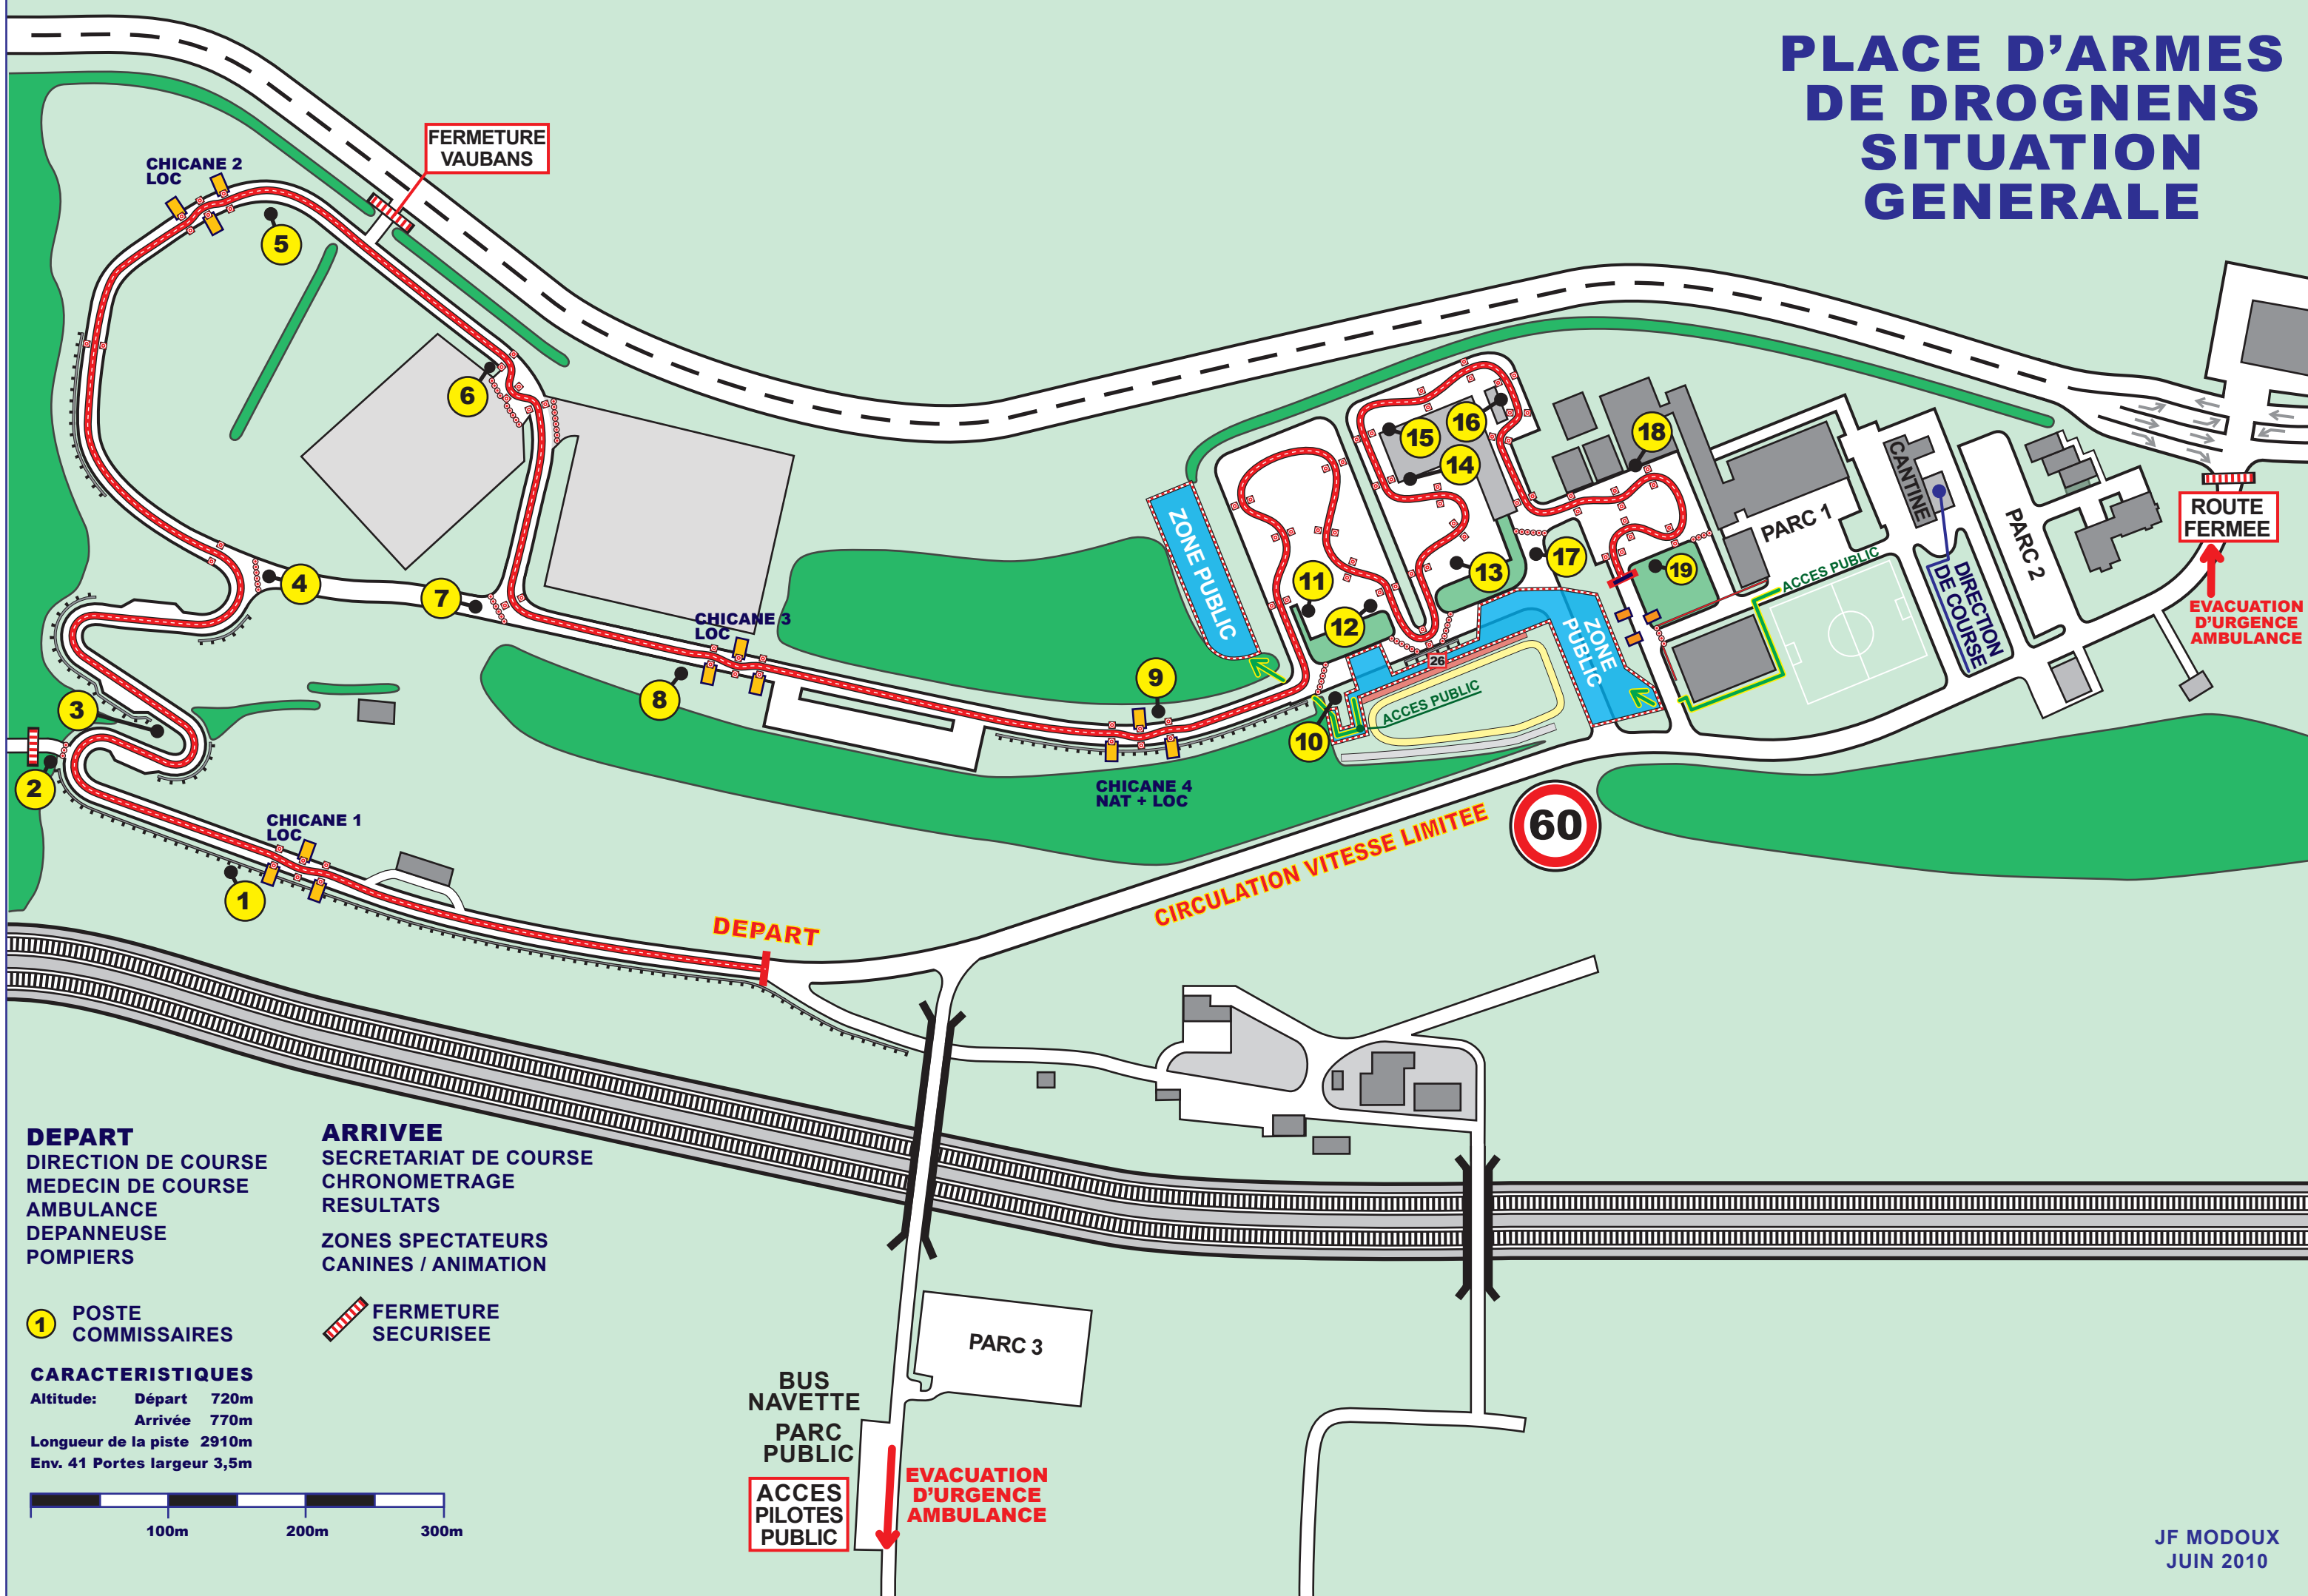 PLACE D’ARMES
DE DROGNENS
SITUATION
GENERALE
FERMETURE
VAUBANS
CHICANE 2
LOC
5
6
16
15
18
14
CANTINE
PARC 1
PARC 2
ROUTE
FERMEE
ZONE PUBLIC
17
13
19
11
12
4
7
ACCES PUBLIC
DIRECTION
DE COURSE
EVACUATION
D’URGENCE
AMBULANCE
CHICANE 3
LOC
ZONE
PUBLIC
26
8
9
3
10
ACCES PUBLIC
2
CHICANE 4
NAT + LOC
CHICANE 1
LOC
1
60
CIRCULATION VITESSE LIMITEE
DEPART
DEPART
DIRECTION DE COURSE
MEDECIN DE COURSE
AMBULANCE
DEPANNEUSE
POMPIERS
ARRIVEE
SECRETARIAT DE COURSE
CHRONOMETRAGE
RESULTATS
ZONES SPECTATEURS
CANINES / ANIMATION
1
POSTE
COMMISSAIRES
FERMETURE
SECURISEE
CARACTERISTIQUES
Altitude: Départ 720m
Arrivée 770m
Longueur de la piste 2910m
Env. 41 Portes largeur 3,5m
100m 200m 300m
PARC 3
BUS
NAVETTE
PARC
PUBLIC
ACCES
PILOTES
PUBLIC
EVACUATION
D’URGENCE
AMBULANCE
JF MODOUX
JUIN 2010